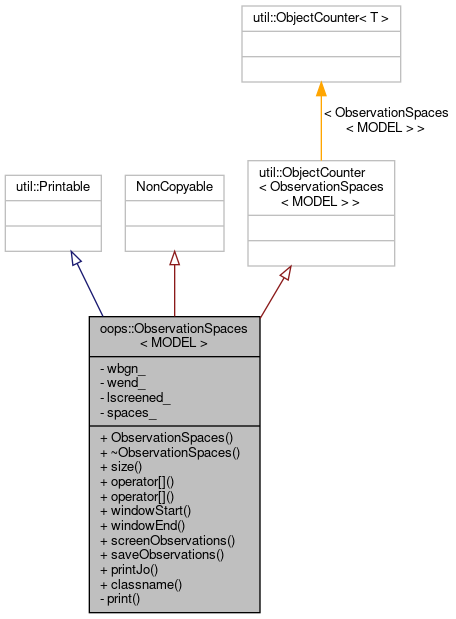 util::ObjectCounter< T >
< ObservationSpaces
< MODEL > >
util::Printable
NonCopyable
util::ObjectCounter
< ObservationSpaces
< MODEL > >
oops::ObservationSpaces
< MODEL >
- wbgn_
- wend_
- lscreened_
- spaces_
+ ObservationSpaces()
+ ~ObservationSpaces()
+ size()
+ operator[]()
+ operator[]()
+ windowStart()
+ windowEnd()
+ screenObservations()
+ saveObservations()
+ printJo()
+ classname()
- print()